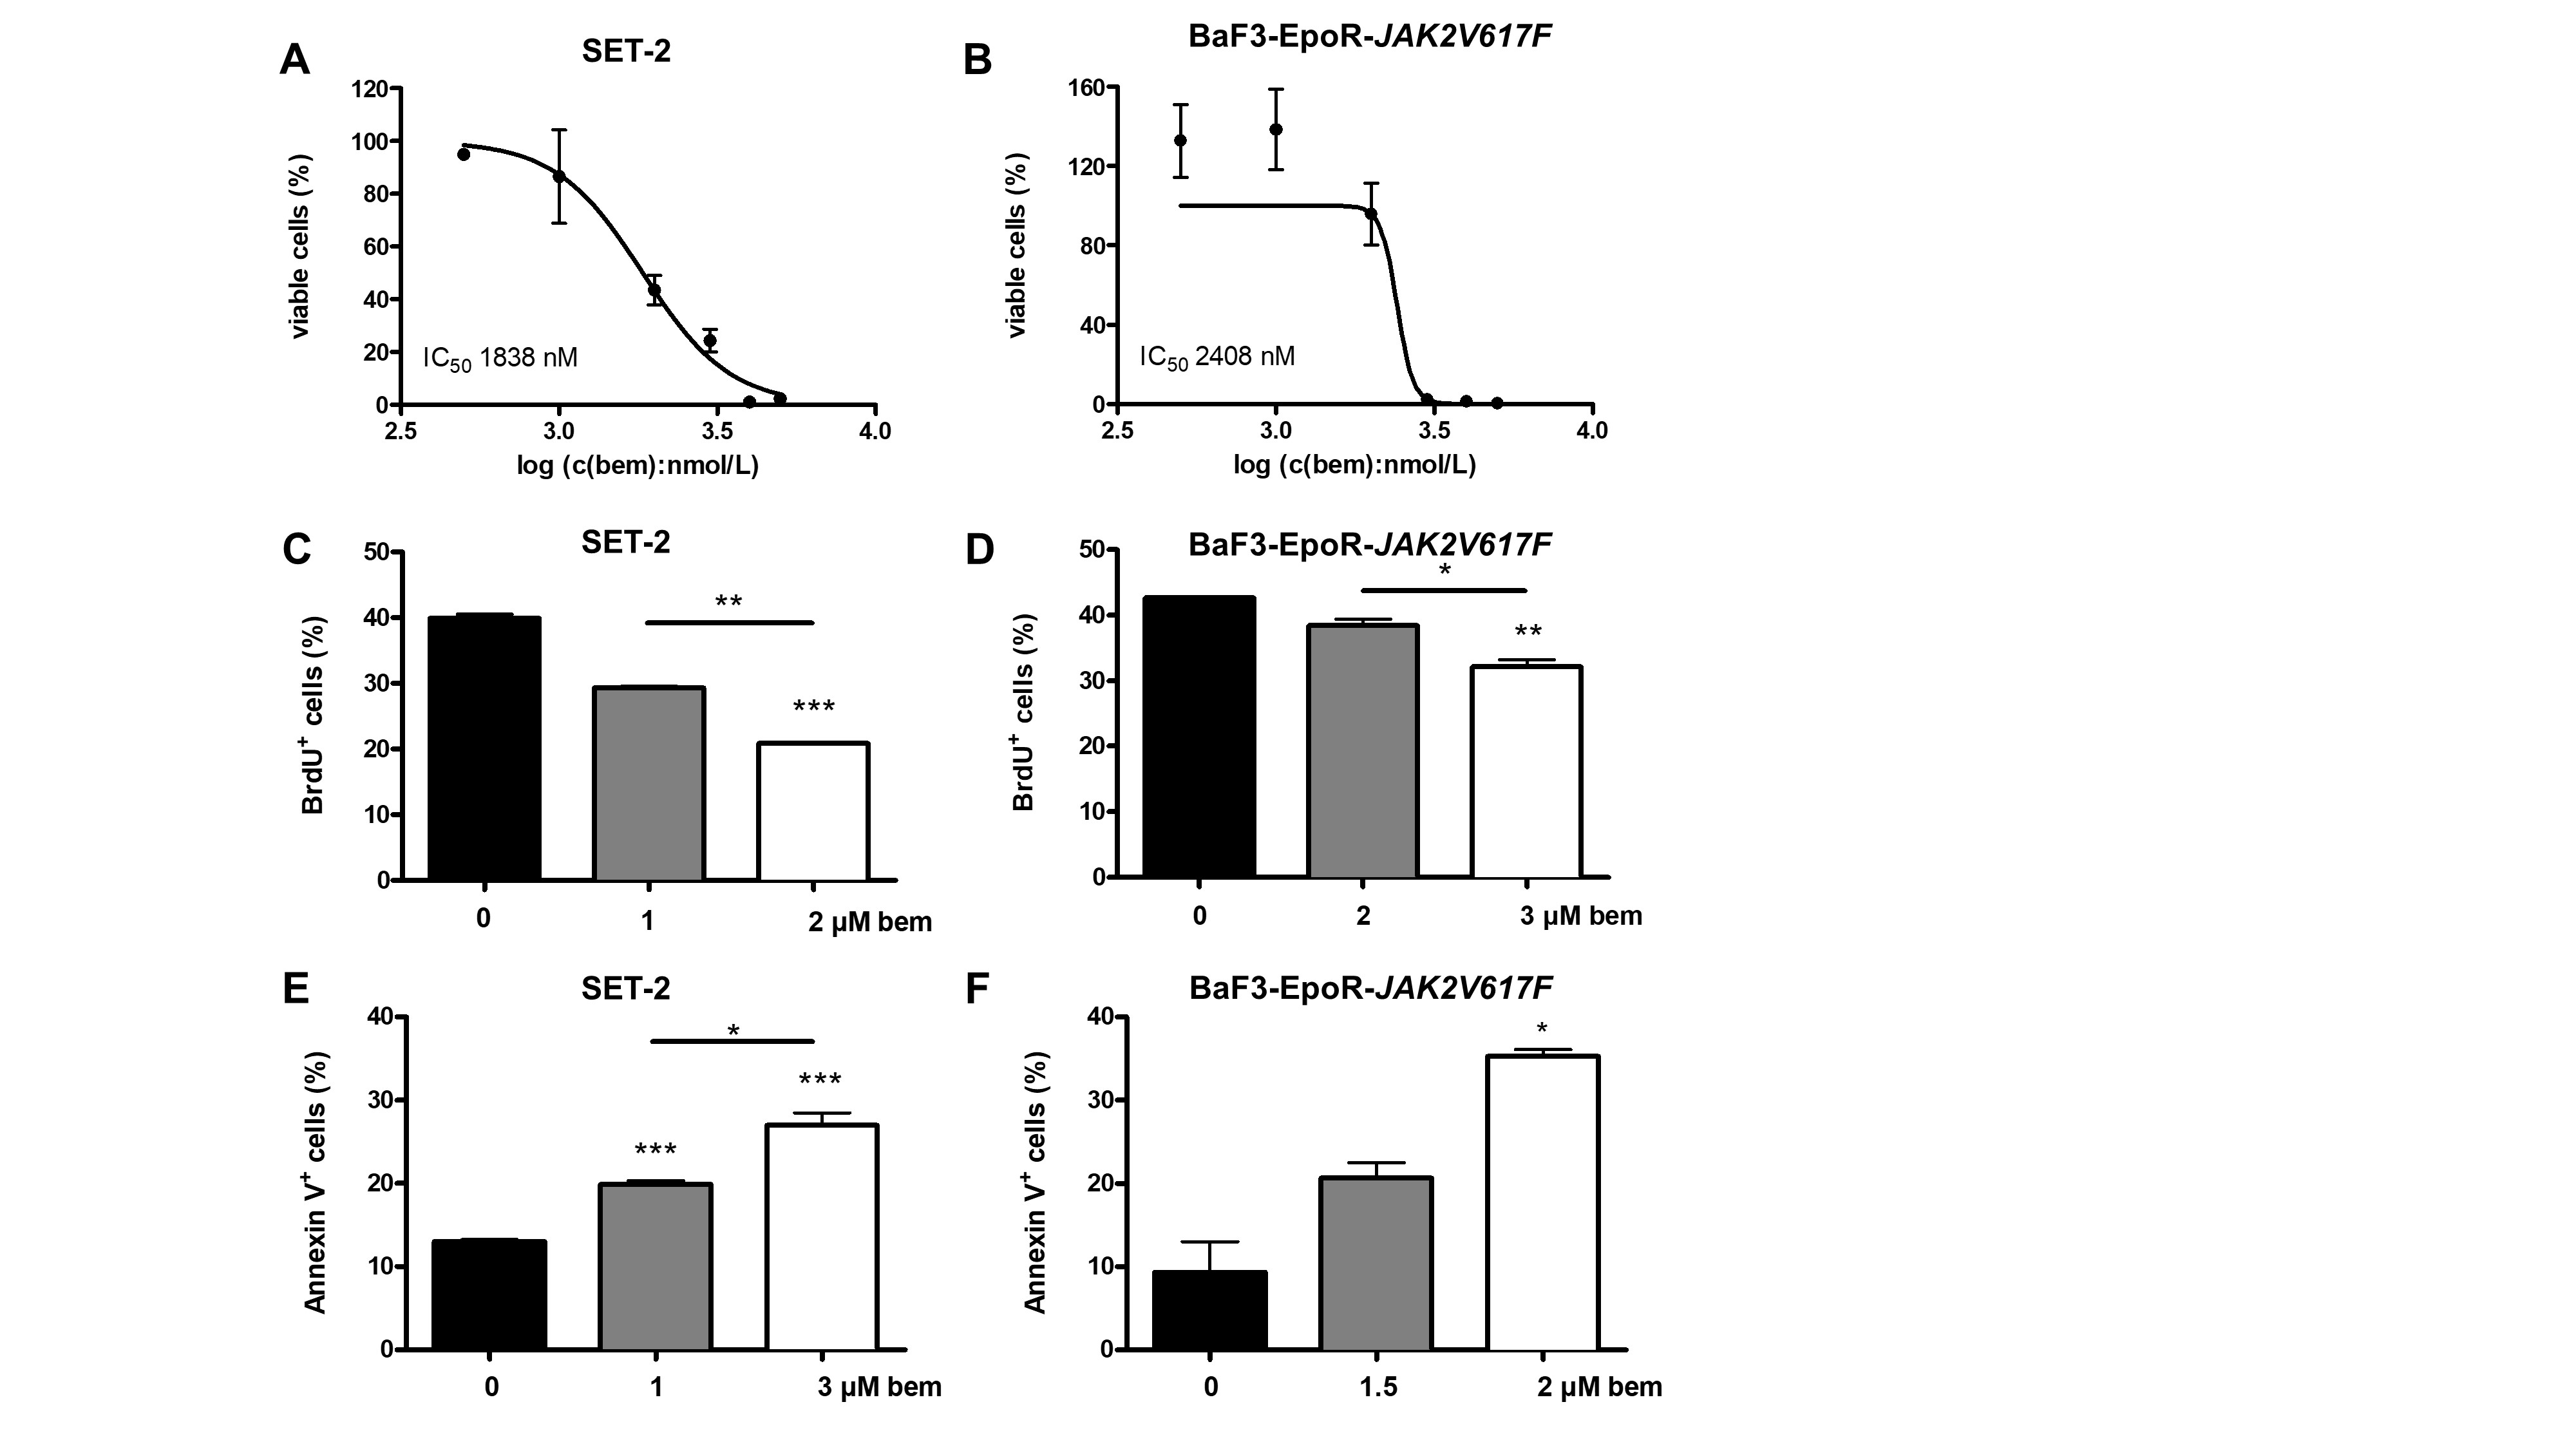 A
SET-2
120
100
80
60
40
20
0
viable cells (%)
IC50 1838 nM
2.5
3.0
3.5
4.0
log (c(bem):nmol/L)
B
BaF3-EpoR-JAK2V617F
160
120
80
40
0
viable cells (%)
IC50 2408 nM
2.5
3.0
3.5
4.0
log (c(bem):nmol/L)
C
SET-2
50
40
30
20
10
0
BrdU+ cells (%)
**
***
0
1
2 µM bem
D
BaF3-EpoR-JAK2V617F
50
40
30
20
10
0
BrdU+ cells (%)
*
**
0
2
3 µM bem
E
SET-2
40
30
20
10
0
Annexin V+ cells (%)
*
***
***
0
1
3 µM bem
F
BaF3-EpoR-JAK2V617F
40
30
20
10
0
Annexin V+ cells (%)
*
0
1.5
2 µM bem